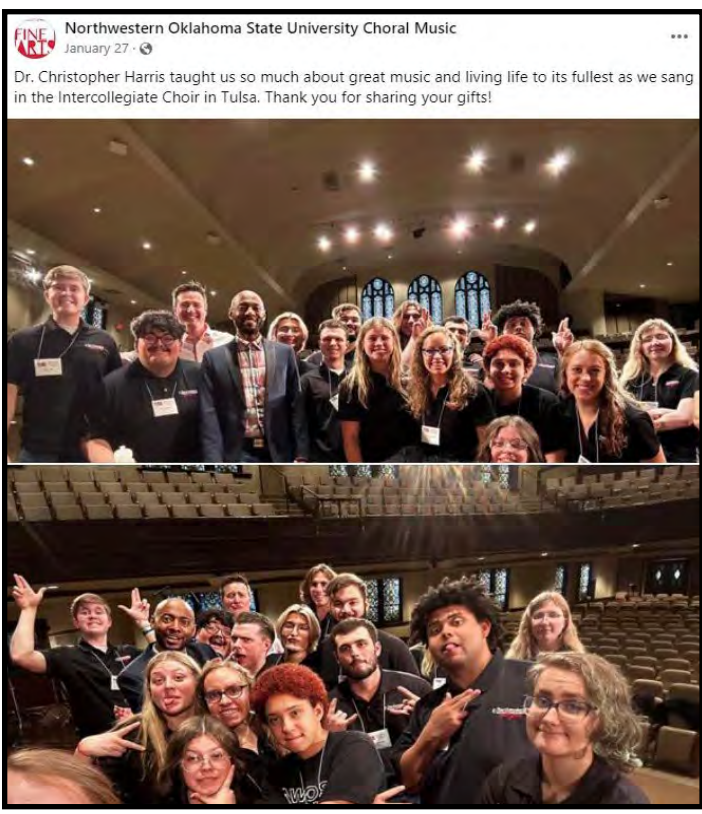 FINE
ARTS
Northwestern Oklahoma State University Choral Music
January 27 ·
Dr. Christopher Harris taught us so much about great music and living life to its fullest as we sang
in the Intercollegiate Choir in Tulsa. Thank you for sharing your gifts!